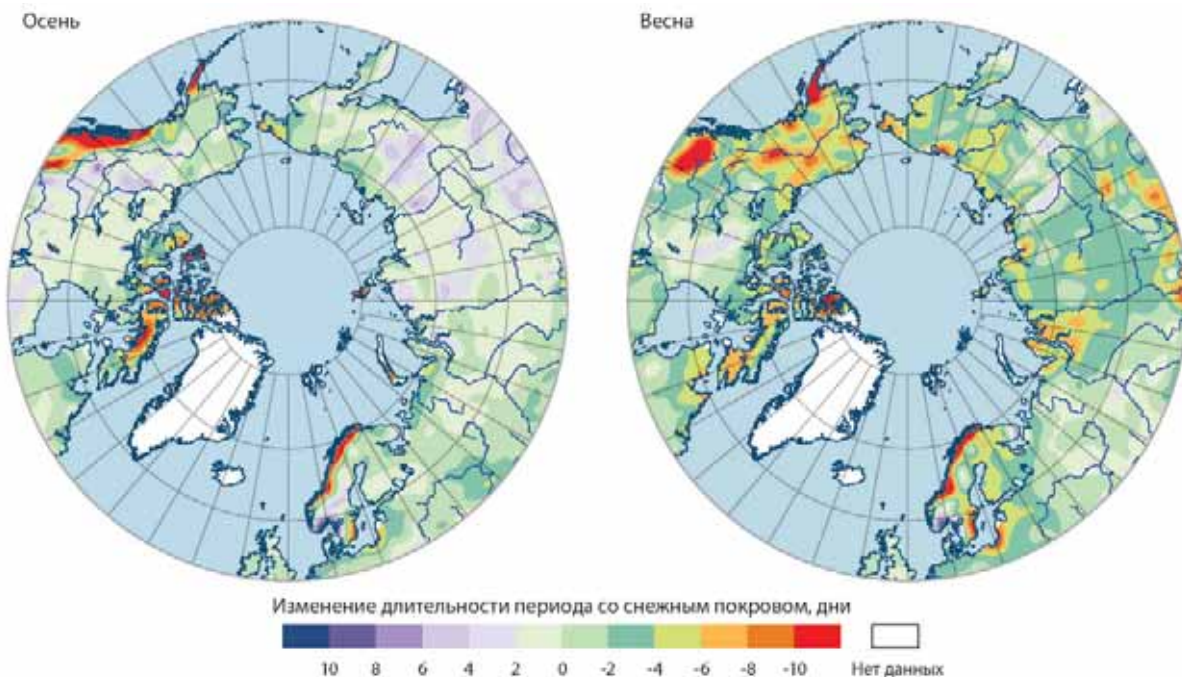 Осень
Весна
Изменение длительности периода со снежным покровом, дни
10 8 6 4 2 0 -2 -4 -6 -8 -10 Нет данных